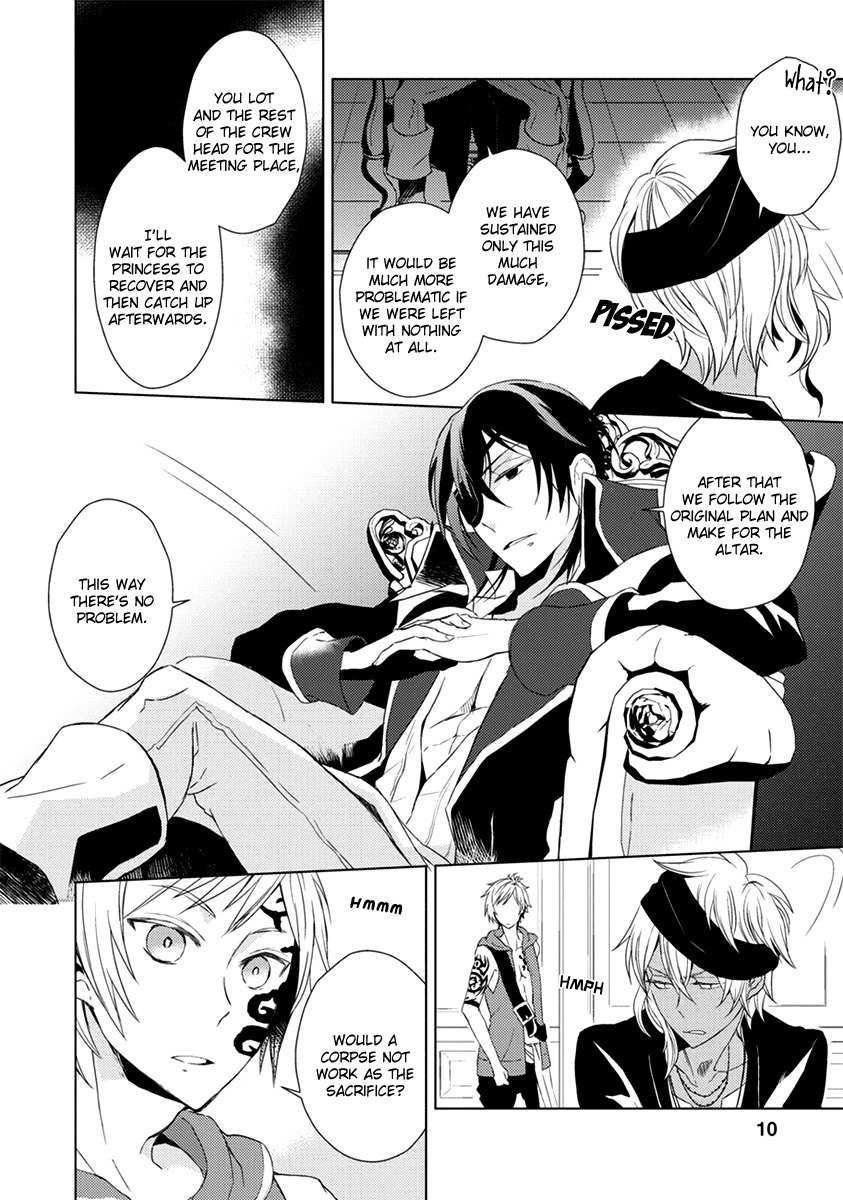 What?
YOU KNOW,
YOU...
PISSED
WE HAVE
SUSTAINED
ONLY THIS
MUCH
DAMAGE,
IT WOULD BE
MUCH MORE
PROBLEMATIC IF
WE WERE LEFT
WITH NOTHING
AT ALL.
YOU LOT
AND THE REST
OF THE CREW
HEAD FOR THE
MEETING PLACE,
I'LL
WAIT FOR THE
PRINCESS TO
RECOVER AND
THEN CATCH UP
AFTERWARDS.
AFTER THAT
WE FOLLOW THE
ORIGINAL PLAN AND
MAKE FOR THE
ALTAR.
THIS WAY
THERE'S NO
PROBLEM.
HMPH
Hmmm
WOULD A
CORPSE NOT
WORK AS THE
SACRIFICE?
10